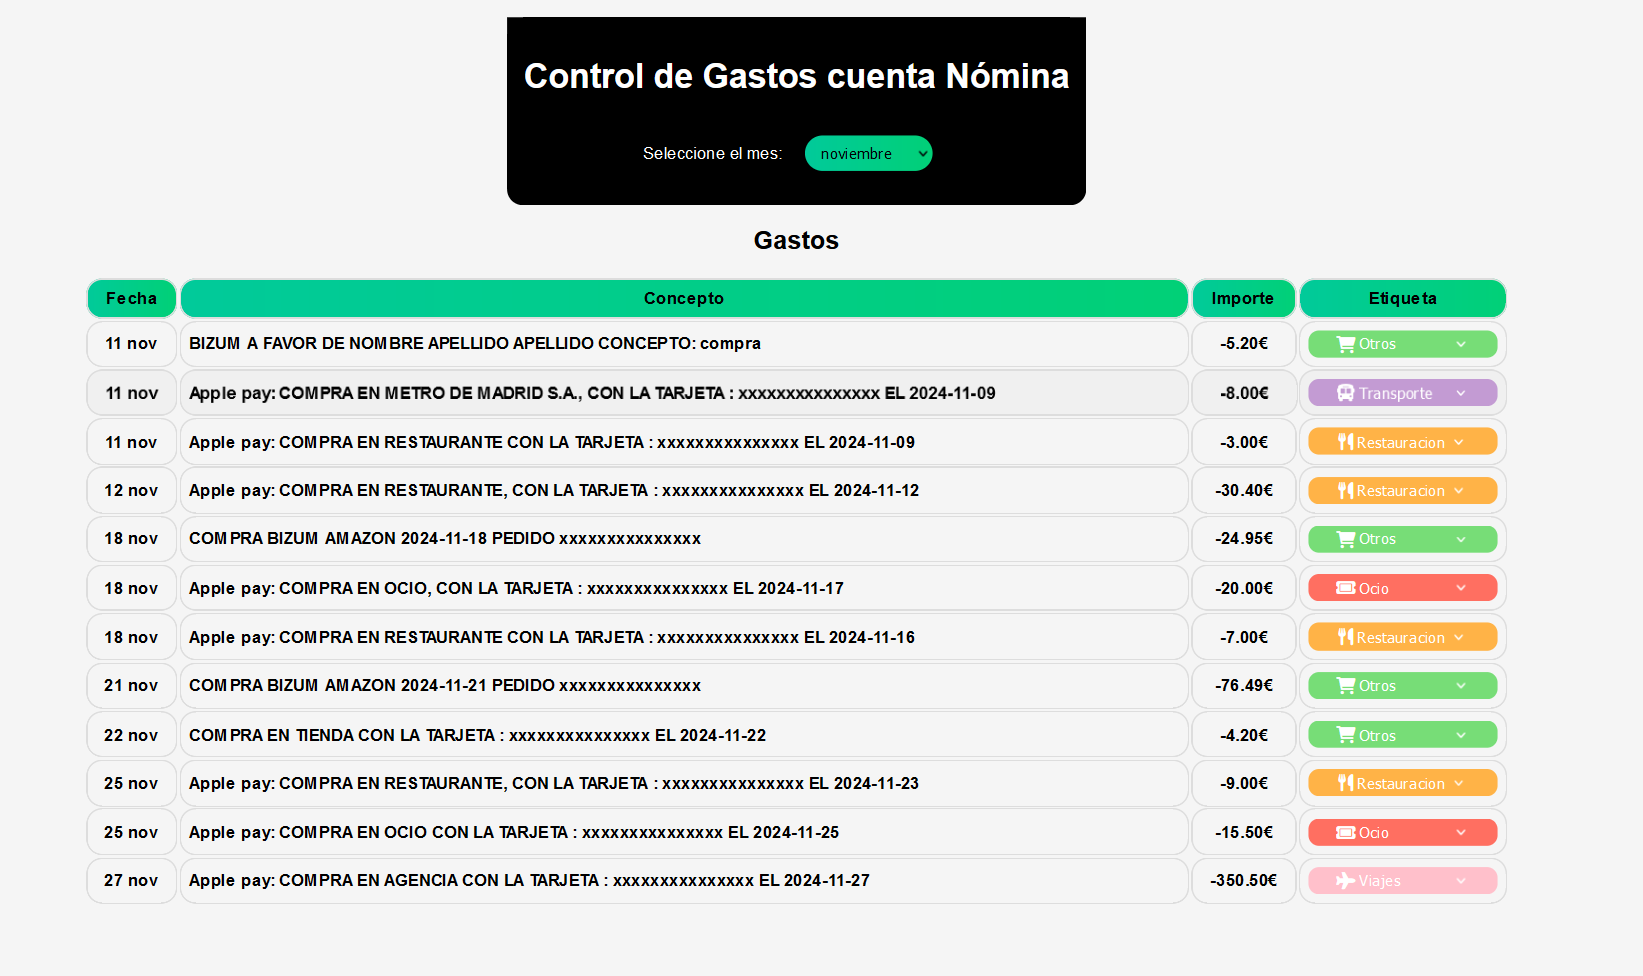 Control de Gastos cuenta Nómina
Seleccione el mes: noviembre
Gastos
Fecha Concepto Importe Etiqueta
11 nov BIZUM A FAVOR DE NOMBRE APELLIDO APELLIDO CONCEPTO: compra -5.20€ Otros
11 nov Apple pay: COMPRA EN METRO DE MADRID S.A., CON LA TARJETA : xxxxxxxxxxxxxxx EL 2024-11-09 -8.00€ Transporte
11 nov Apple pay: COMPRA EN RESTAURANTE CON LA TARJETA : xxxxxxxxxxxxxxx EL 2024-11-09 -3.00€ Restauracion
12 nov Apple pay: COMPRA EN RESTAURANTE, CON LA TARJETA : xxxxxxxxxxxxxxx EL 2024-11-12 -30.40€ Restauracion
18 nov COMPRA BIZUM AMAZON 2024-11-18 PEDIDO xxxxxxxxxxxxxxx -24.95€ Otros
18 nov Apple pay: COMPRA EN OCIO, CON LA TARJETA : xxxxxxxxxxxxxxx EL 2024-11-17 -20.00€ Ocio
18 nov Apple pay: COMPRA EN RESTAURANTE CON LA TARJETA : xxxxxxxxxxxxxxx EL 2024-11-16 -7.00€ Restauracion
21 nov COMPRA BIZUM AMAZON 2024-11-21 PEDIDO xxxxxxxxxxxxxxx -76.49€ Otros
22 nov COMPRA EN TIENDA CON LA TARJETA : xxxxxxxxxxxxxxx EL 2024-11-22 -4.20€ Otros
25 nov Apple pay: COMPRA EN RESTAURANTE, CON LA TARJETA : xxxxxxxxxxxxxxx EL 2024-11-23 -9.00€ Restauracion
25 nov Apple pay: COMPRA EN OCIO CON LA TARJETA : xxxxxxxxxxxxxxx EL 2024-11-25 -15.50€ Ocio
27 nov Apple pay: COMPRA EN AGENCIA CON LA TARJETA : xxxxxxxxxxxxxxx EL 2024-11-27 -350.50€ Viajes